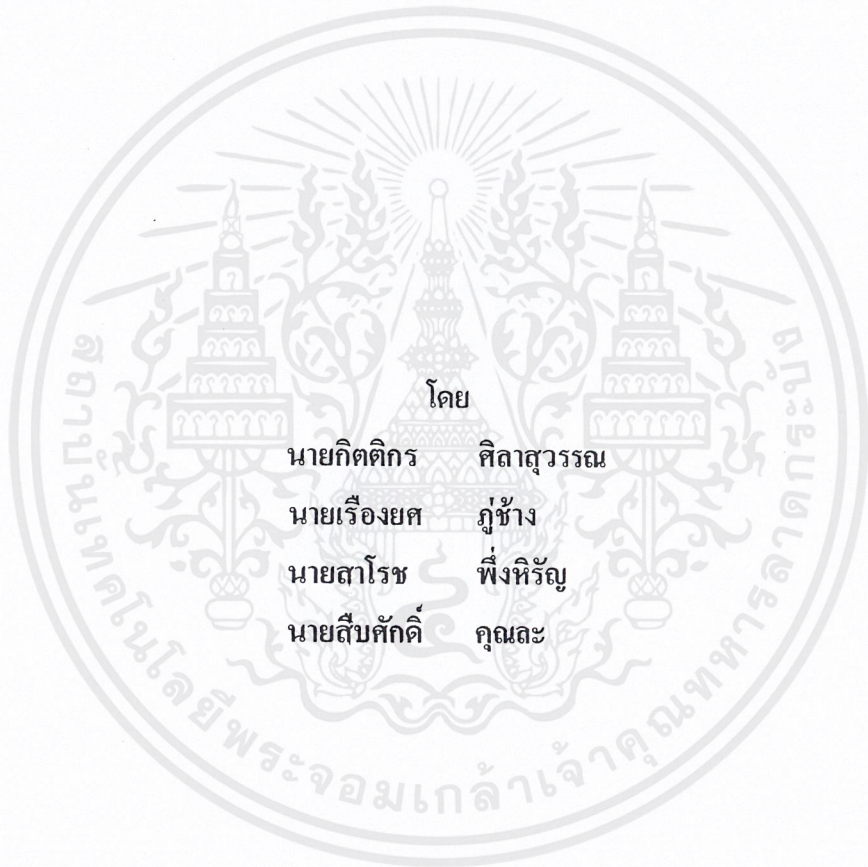 โดย
นายกิตติกร ศิลาสุวรรณ
นายเรืองยศ ภู่ช้าง
นายสาโรช พึ่งหิรัญ
นายสืบศักดิ์ คุณละ
สถาบันเทคโนโลยีพระจอมเกล้าเจ้าคุณทหารลาดกระบัง